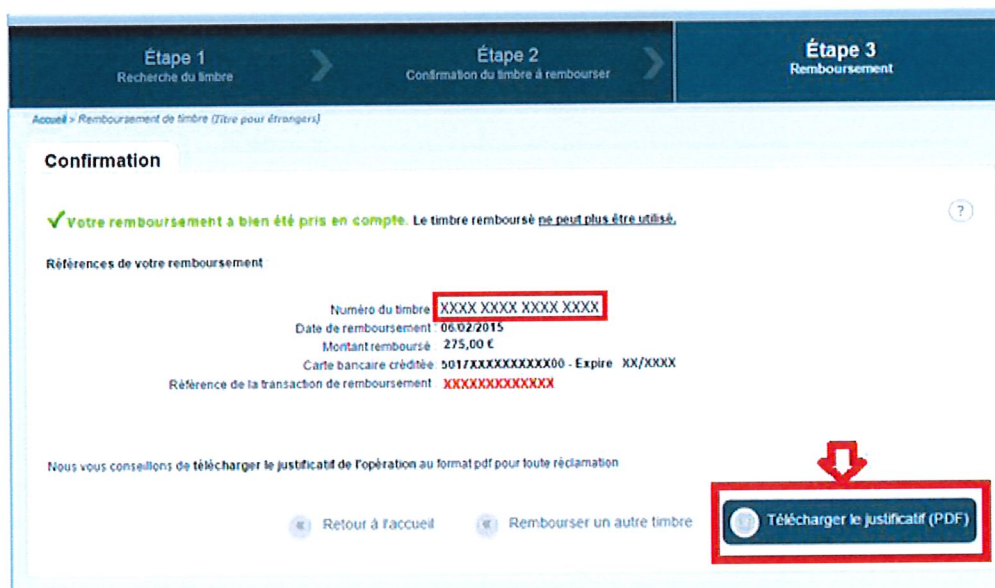 Étape 1
Recherche du timbre
Étape 2
Confirmation du timbre à rembourser
Étape 3
Remboursement
Accueil > Remboursement de timbre (Titre pour étrangers)
Confirmation
Votre remboursement a bien été pris en compte. Le timbre remboursé ne peut plus être utilisé.
?
Références de votre remboursement
Numéro du timbre XXXX XXXX XXXX XXXX
Date de remboursement : 06/02/2015
Montant remboursé : 275,00 €
Carte bancaire créditée : 5017XXXXXXXXXX00 - Expire XX/XXXX
Référence de la transaction de remboursement : XXXXXXXXXXXXX
Nous vous conseillons de télécharger le justificatif de l'opération au format pdf pour toute réclamation
Retour à l'accueil
Rembourser un autre timbre
Télécharger le justificatif (PDF)